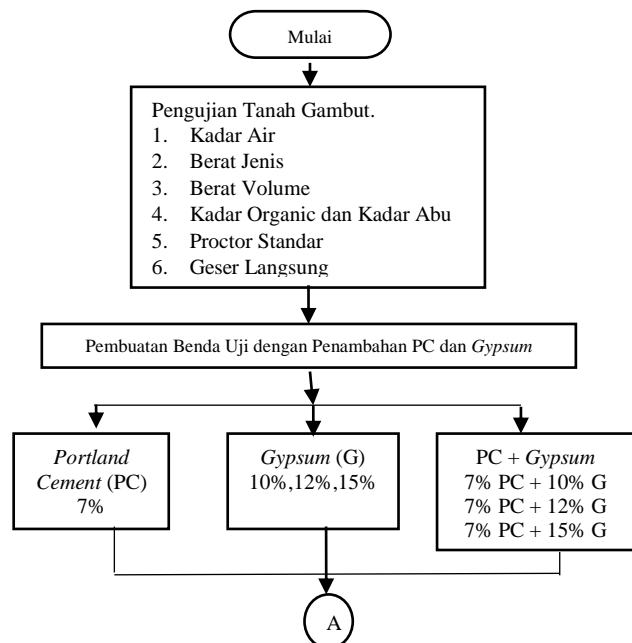 Mulai
Pengujian Tanah Gambut.
1. Kadar Air
2. Berat Jenis
3. Berat Volume
4. Kadar Organic dan Kadar Abu
5. Proctor Standar
6. Geser Langsung
Pembuatan Benda Uji dengan Penambahan PC dan Gypsum
Portland
Cement (PC)
7%
Gypsum (G)
10%,12%,15%
PC + Gypsum
7% PC + 10% G
7% PC + 12% G
7% PC + 15% G
A